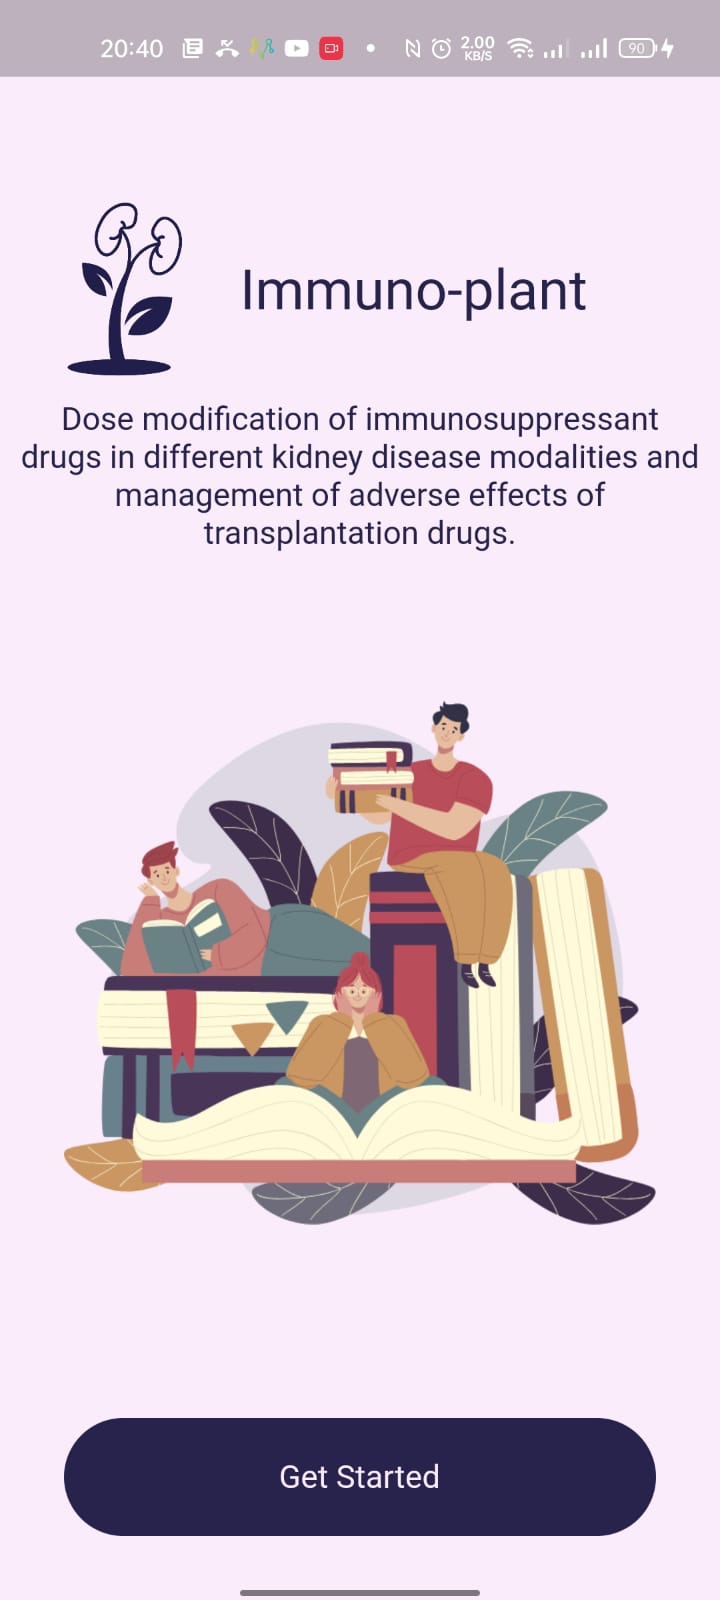 20:40 2.00 KB/S 90
Immuno-plant
Dose modification of immunosuppressant
drugs in different kidney disease modalities and
management of adverse effects of
transplantation drugs.
Get Started